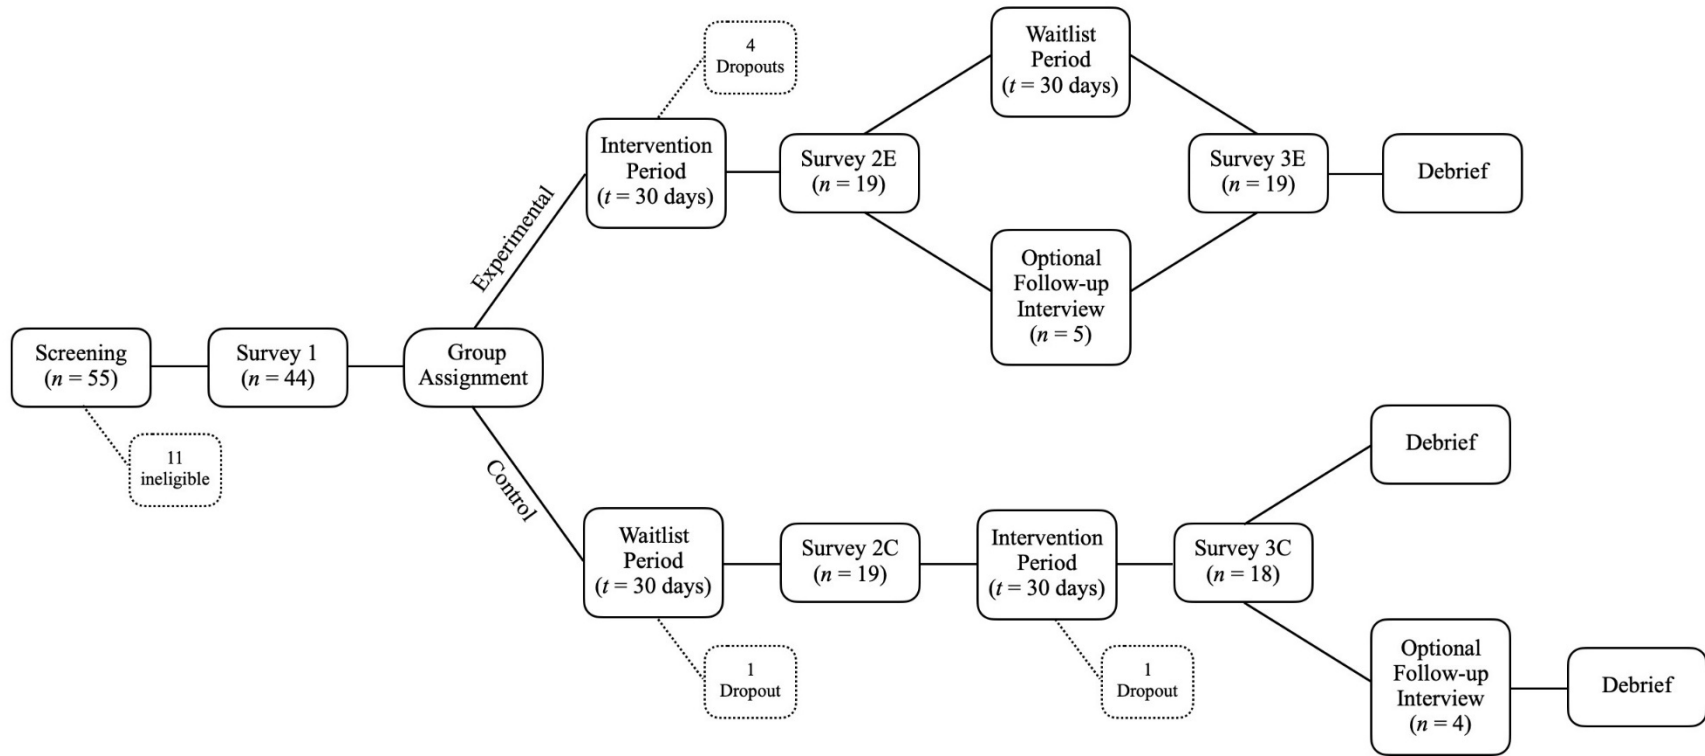 Screening
(n = 55)
11
ineligible
Survey 1
(n = 44)
Group
Assignment
Experimental
4
Dropouts
Intervention
Period
(t = 30 days)
Survey 2E
(n = 19)
Waitlist
Period
(t = 30 days)
Optional
Follow-up
Interview
(n = 5)
Survey 3E
(n = 19)
Debrief
Control
Waitlist
Period
(t = 30 days)
1
Dropout
Survey 2C
(n = 19)
Intervention
Period
(t = 30 days)
1
Dropout
Survey 3C
(n = 18)
Debrief
Optional
Follow-up
Interview
(n = 4)
Debrief